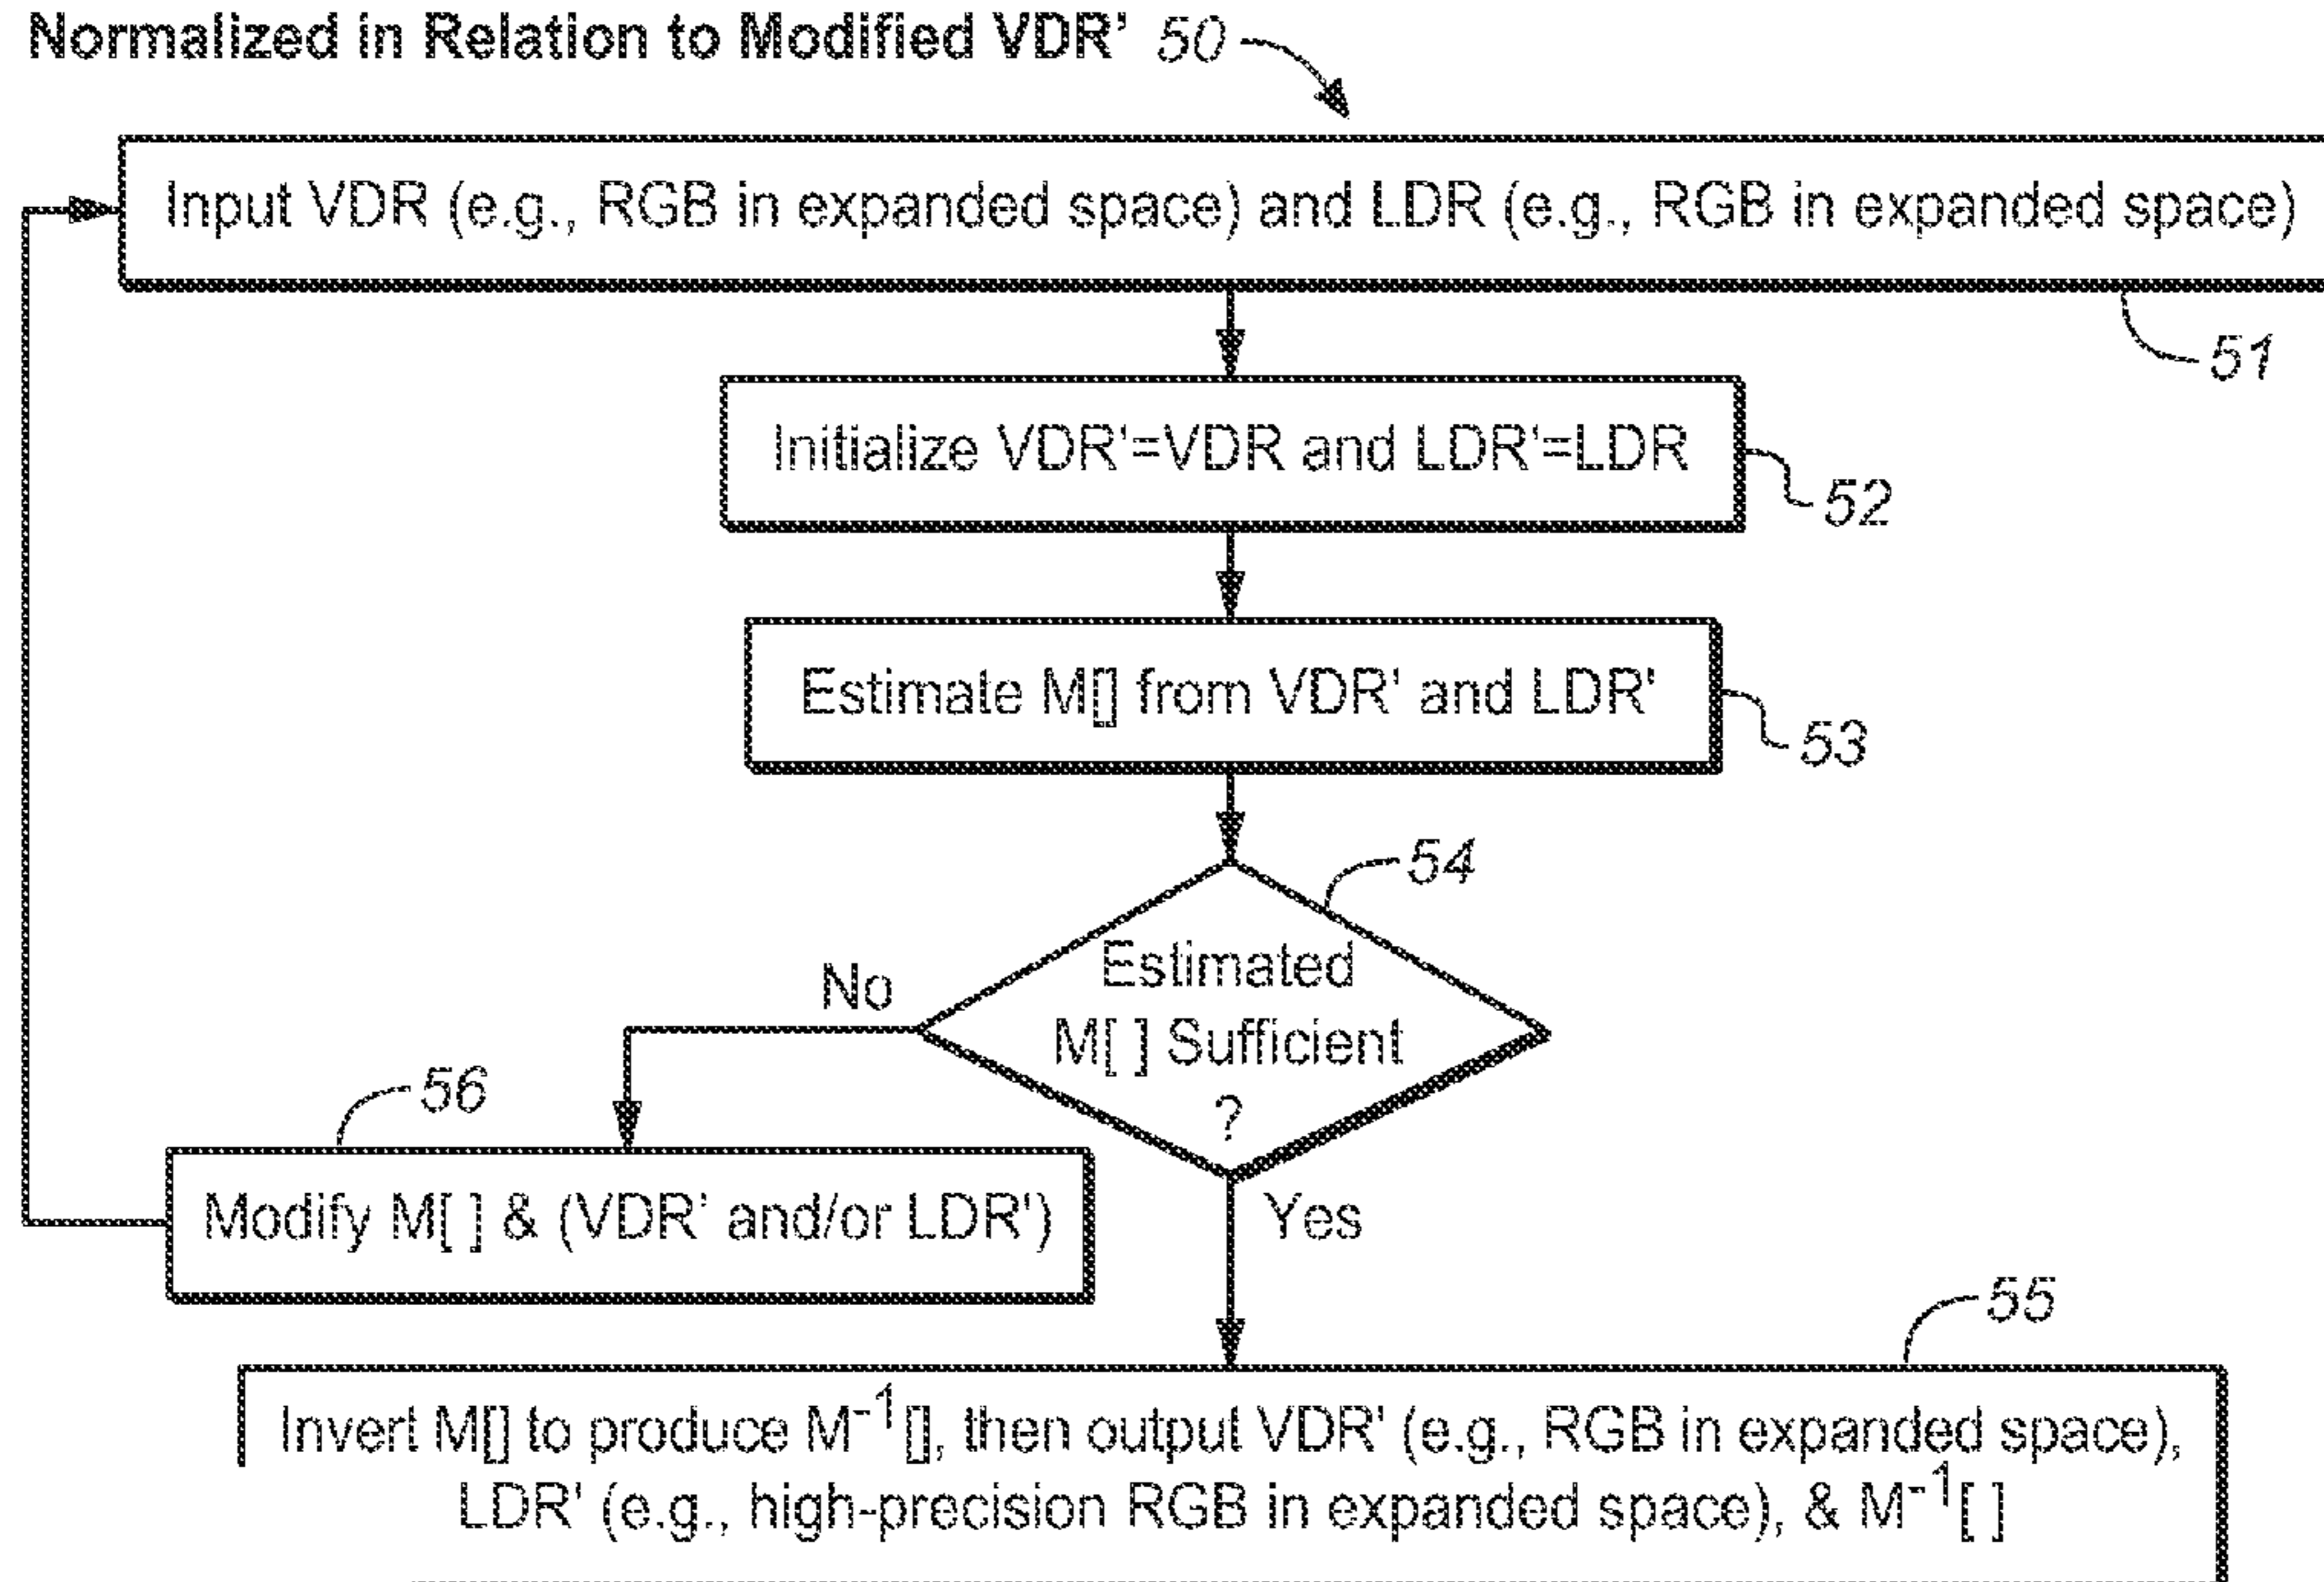 Normalized in Relation to Modified VDR' 50
Input VDR (e.g., RGB in expanded space) and LDR (e.g., RGB in expanded space)
51
Initialize VDR'=VDR and LDR'=LDR
52
Estimate M[] from VDR' and LDR'
53
54
Estimated
M[ ] Sufficient
?
No
56
Modify M[ ] & (VDR' and/or LDR')
Yes
55
Invert M[] to produce M⁻¹[], then output VDR' (e.g., RGB in expanded space),
LDR' (e.g., high-precision RGB in expanded space), & M⁻¹[ ]